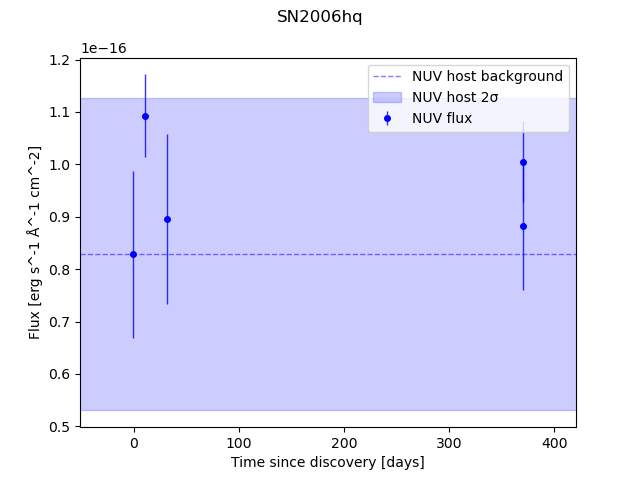 SN2006hq
1e−16
1.2
1.1
1.0
0.9
0.8
0.7
0.6
0.5
Flux [erg s^-1 Å^-1 cm^-2]
NUV host background
NUV host 2σ
NUV flux
0
100
200
300
400
Time since discovery [days]